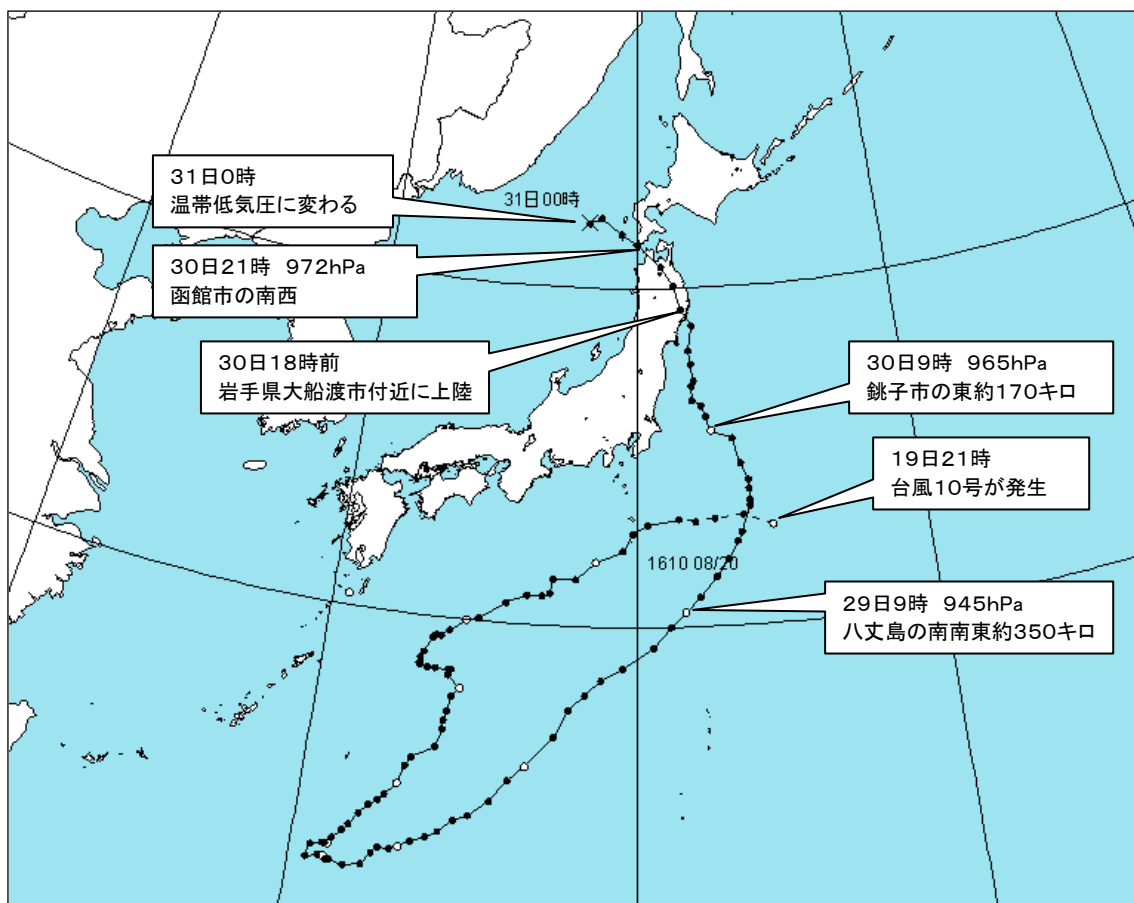 31日0時
温帯低気圧に変わる
31日00時
30日21時 972hPa
函館市の南西
30日18時前
岩手県大船渡市付近に上陸
30日9時 965hPa
銚子市の東約170キロ
19日21時
台風10号が発生
1610 08/20
29日9時 945hPa
八丈島の南南東約350キロ